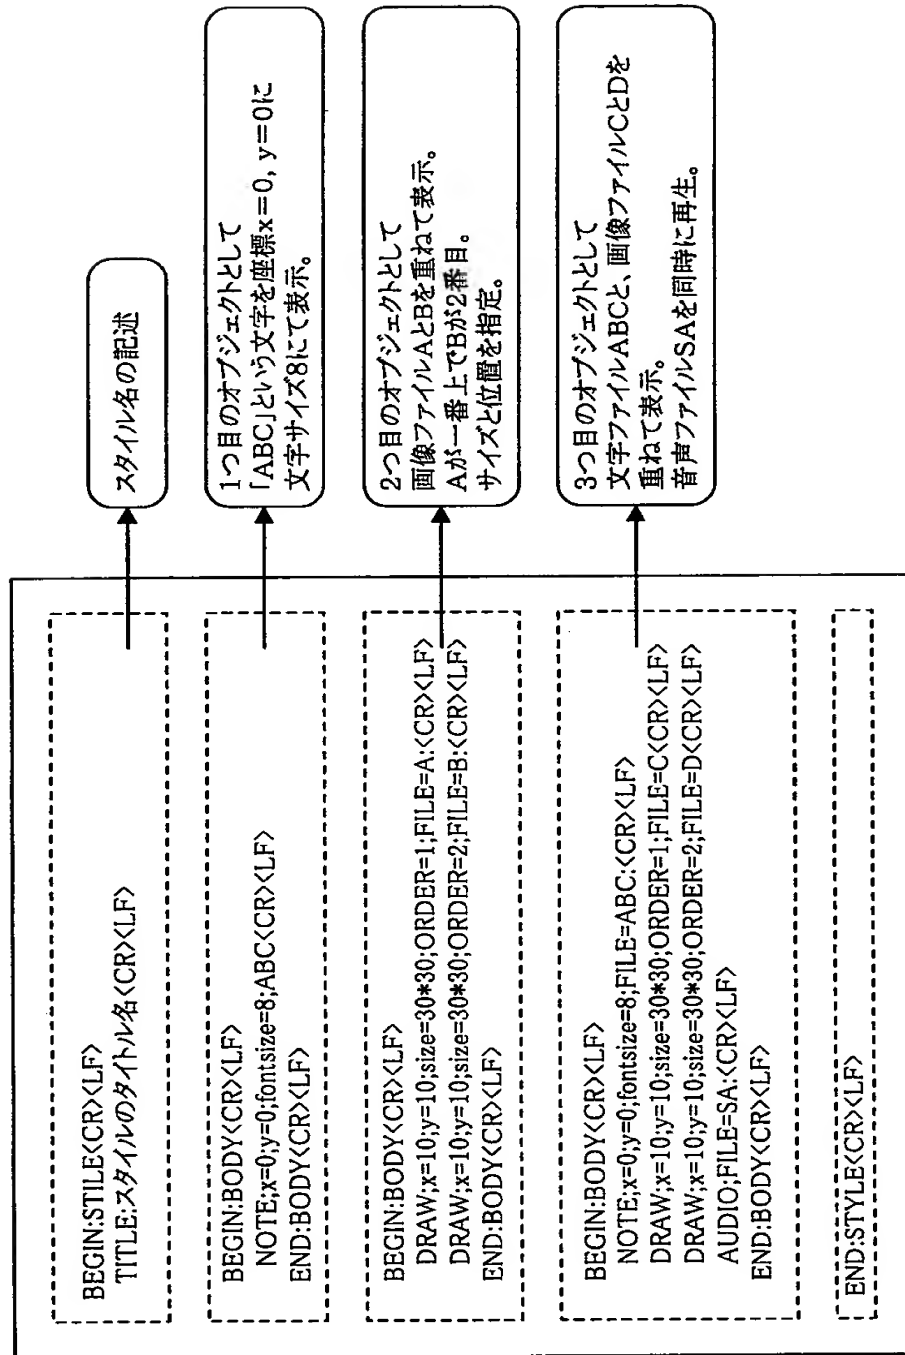 BEGIN:STILE<CR><LF>
TITLE:スタイルのタイトル名<CR><LF>
スタイル名の記述
BEGIN:BODY<CR><LF>
NOTE;x=0;y=0;fontsize=8;ABC<CR><LF>
END:BODY<CR><LF>
1つ目のオブジェクトとして
「ABC」という文字を座標x=0, y=0に
文字サイズ8にて表示。
BEGIN:BODY<CR><LF>
DRAW;x=10;y=10;size=30*30;ORDER=1;FILE=A:<CR><LF>
DRAW;x=10;y=10;size=30*30;ORDER=2;FILE=B:<CR><LF>
END:BODY<CR><LF>
2つ目のオブジェクトとして
画像ファイルAとBを重ねて表示。
Aが一番上でBが2番目。
サイズと位置を指定。
BEGIN:BODY<CR><LF>
NOTE;x=0;y=0;fontsize=8;FILE=ABC:<CR><LF>
DRAW;x=10;y=10;size=30*30;ORDER=1;FILE=C<CR><LF>
DRAW;x=10;y=10;size=30*30;ORDER=2;FILE=D<CR><LF>
AUDIO;FILE=SA:<CR><LF>
END:BODY<CR><LF>
3つ目のオブジェクトとして
文字ファイルABCと、画像ファイルCとDを
重ねて表示。
音声ファイルSAを同時に再生。
END:STYLE<CR><LF>